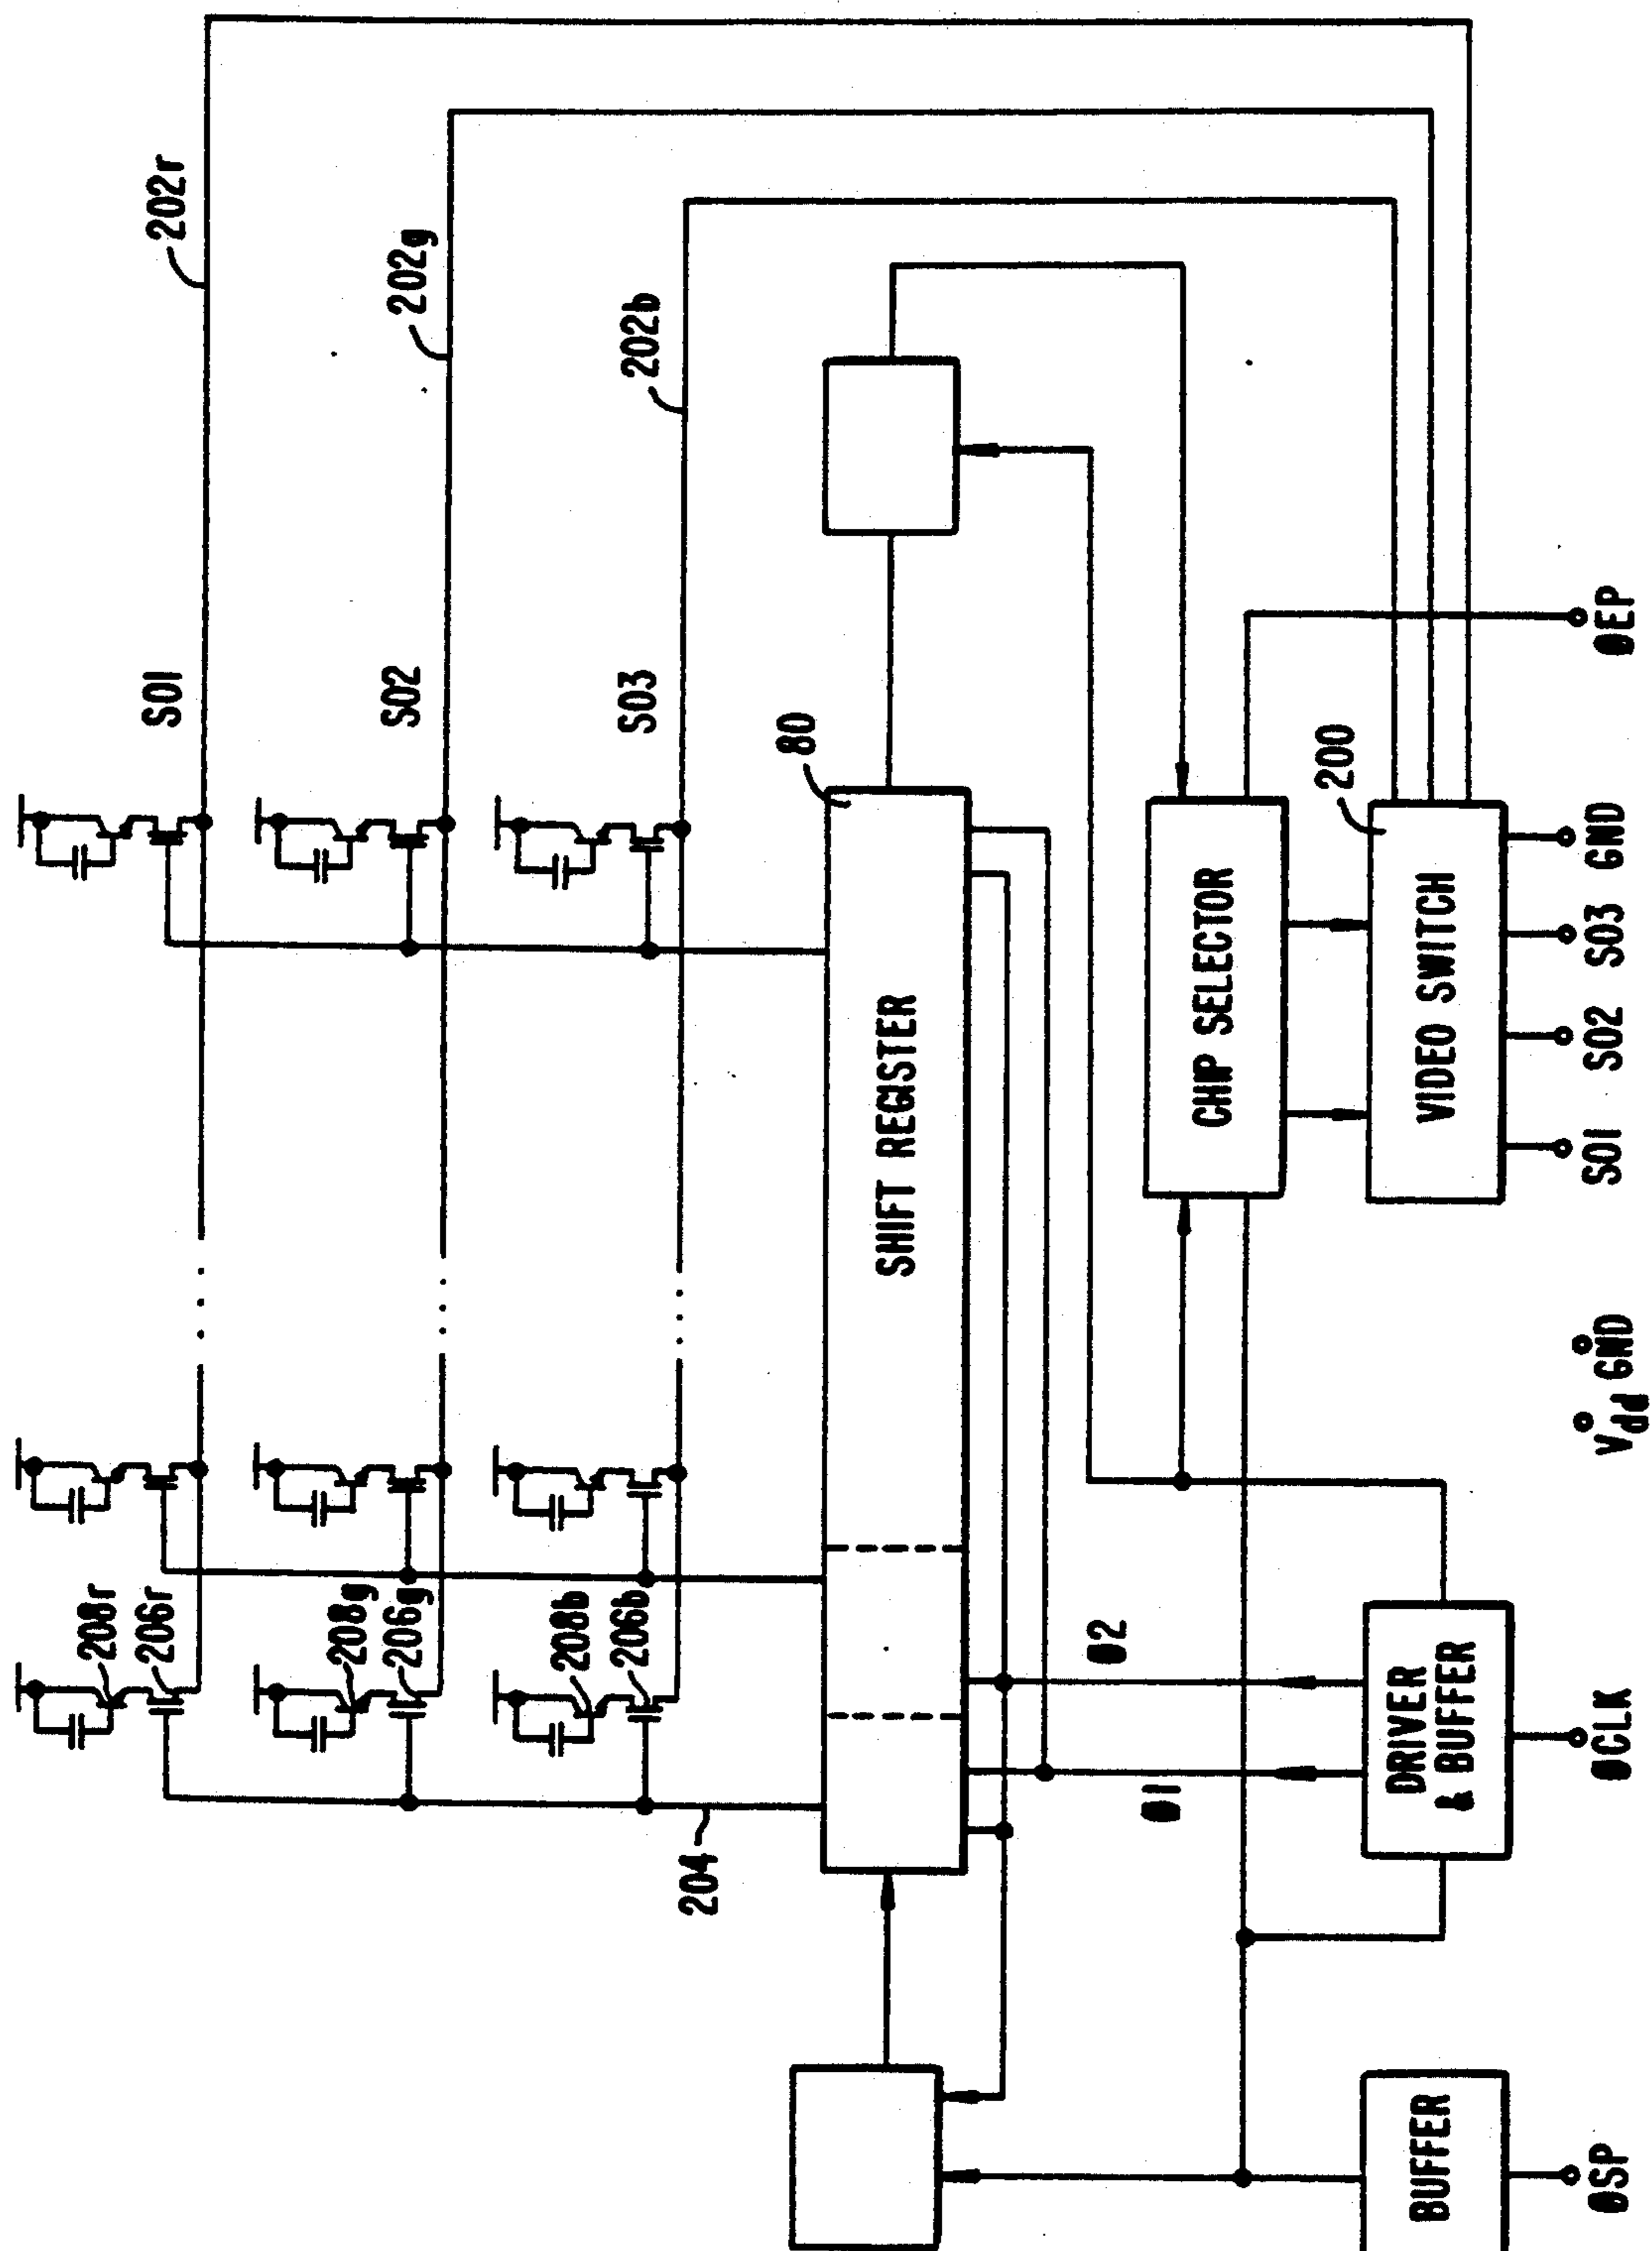 S01
202r
208r
206r
S02
202g
208g
206g
S03
202b
208b
206b
204
80
SHIFT REGISTER
Ø1
Ø2
CHIP SELECTOR
200
VIDEO SWITCH
DRIVER
& BUFFER
BUFFER
ØSP
ØCLK
Vdd
GND
S01
S02
S03
GND
ØEP